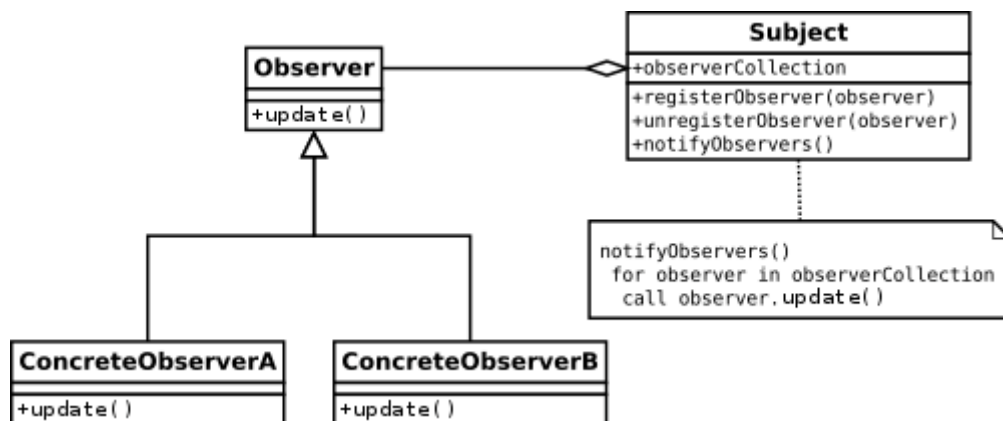 Observer
+update()
Subject
+observerCollection
+registerObserver(observer)
+unregisterObserver(observer)
+notifyObservers()
notifyObservers()
for observer in observerCollection
call observer.update()
ConcreteObserverA
+update()
ConcreteObserverB
+update()